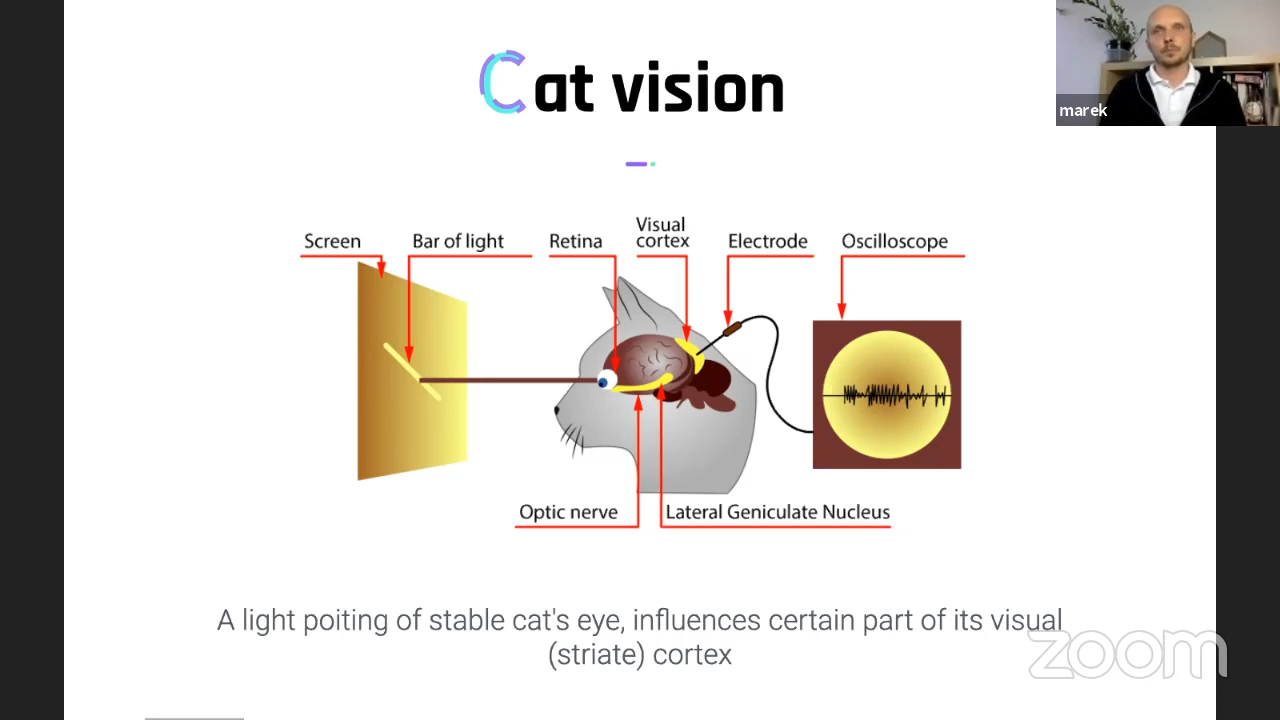 Cat vision
marek
Screen
Bar of light
Retina
Visual
cortex
Electrode
Oscilloscope
Optic nerve
Lateral Geniculate Nucleus
A light poiting of stable cat's eye, influences certain part of its visual
(striate) cortex
zoom